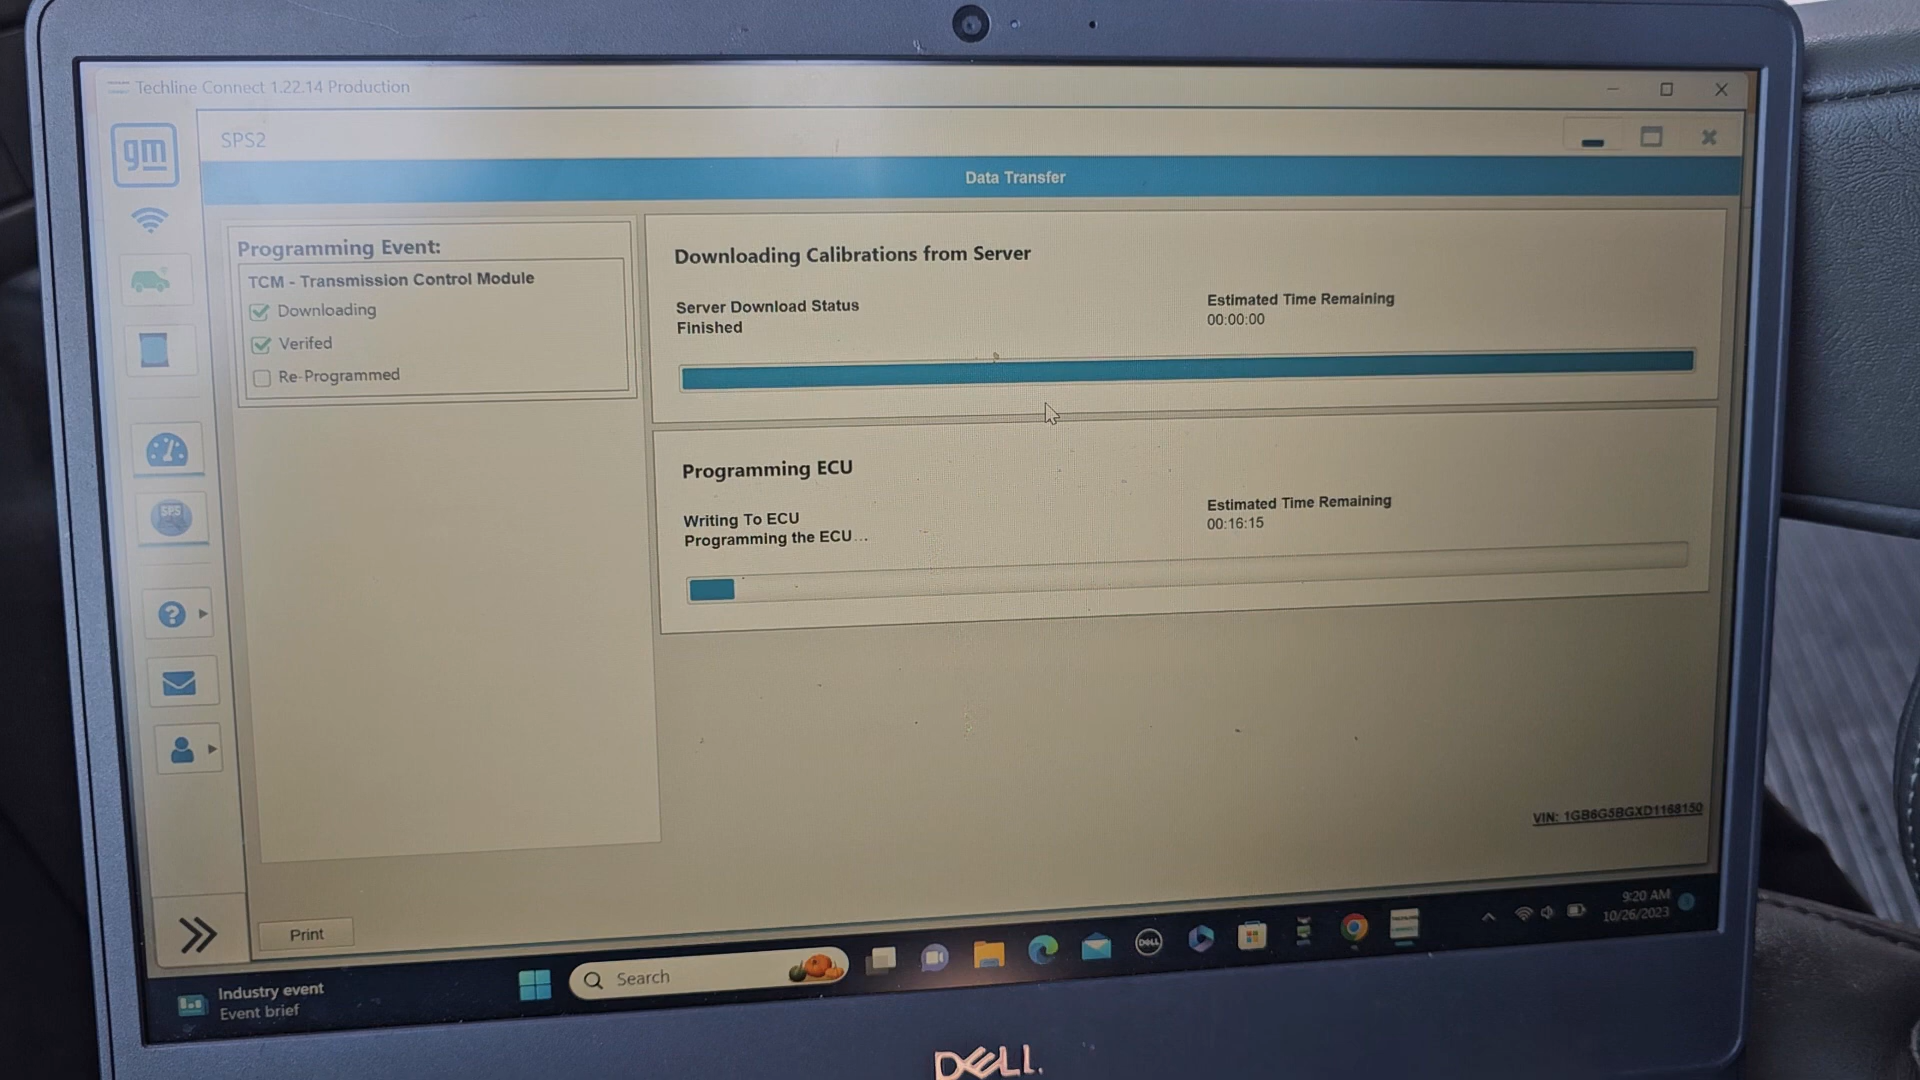 Techline Connect 1.22.14 Production
gm
SPS2
Data Transfer
Programming Event:
TCM - Transmission Control Module
Downloading
Verifed
Re-Programmed
Downloading Calibrations from Server
Server Download Status
Finished
Estimated Time Remaining
00:00:00
Programming ECU
Writing To ECU
Programming the ECU...
Estimated Time Remaining
00:16:15
SPS
VIN: 1GB6G5BGXD1168150
Print
Industry event
Event brief
Search
DELL
9:20 AM
10/26/2023
DELL